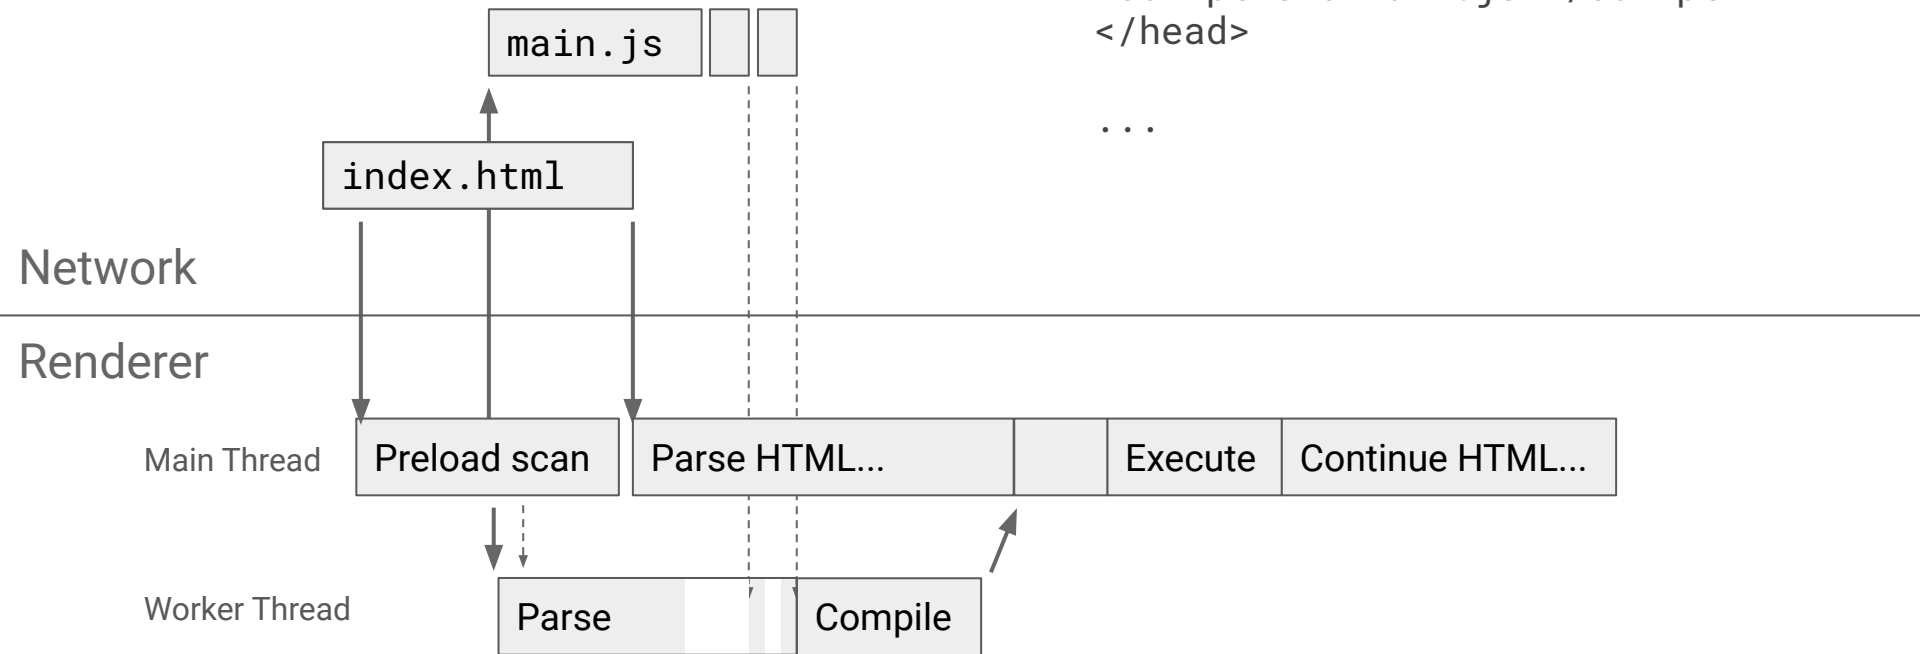 main.js
</head>
...
index.html
Network
Renderer
Main Thread
Preload scan
Parse HTML...
Execute
Continue HTML...
Worker Thread
Parse
Compile